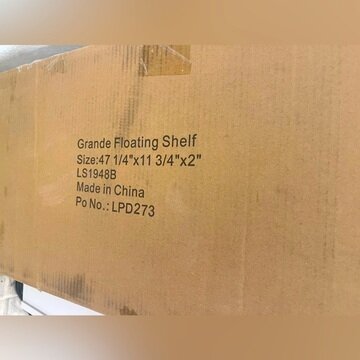 Grande Floating Shelf
Size:47 1/4"x11 3/4"x2"
LS1948B
Made in China
Po No.: LPD273